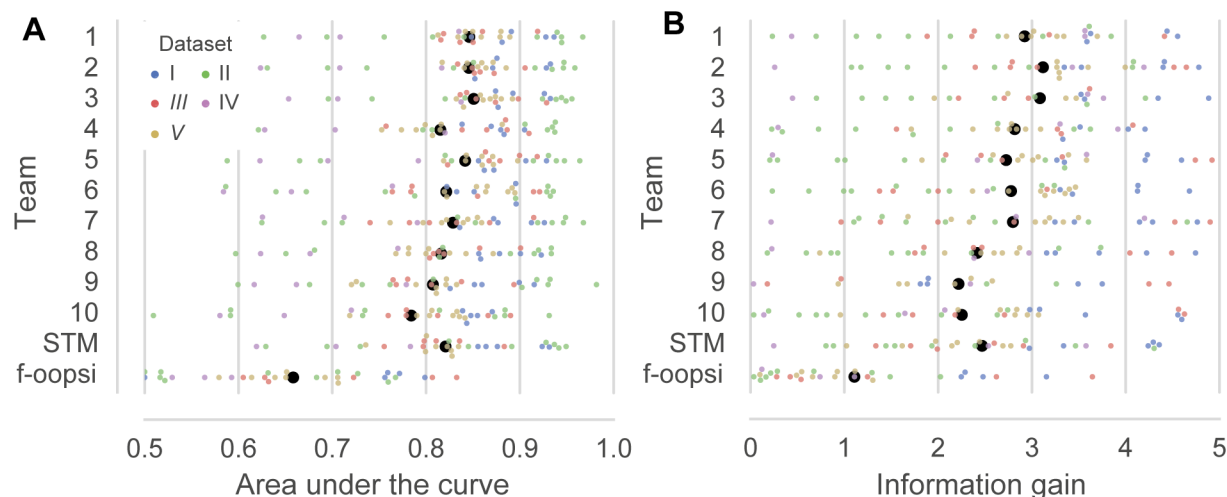 A
Dataset
I II
III IV
V
Team
1
2
3
4
5
6
7
8
9
10
STM
f-oopsi
0.5 0.6 0.7 0.8 0.9 1.0
Area under the curve
B
Team
1
2
3
4
5
6
7
8
9
10
STM
f-oopsi
0 1 2 3 4 5
Information gain